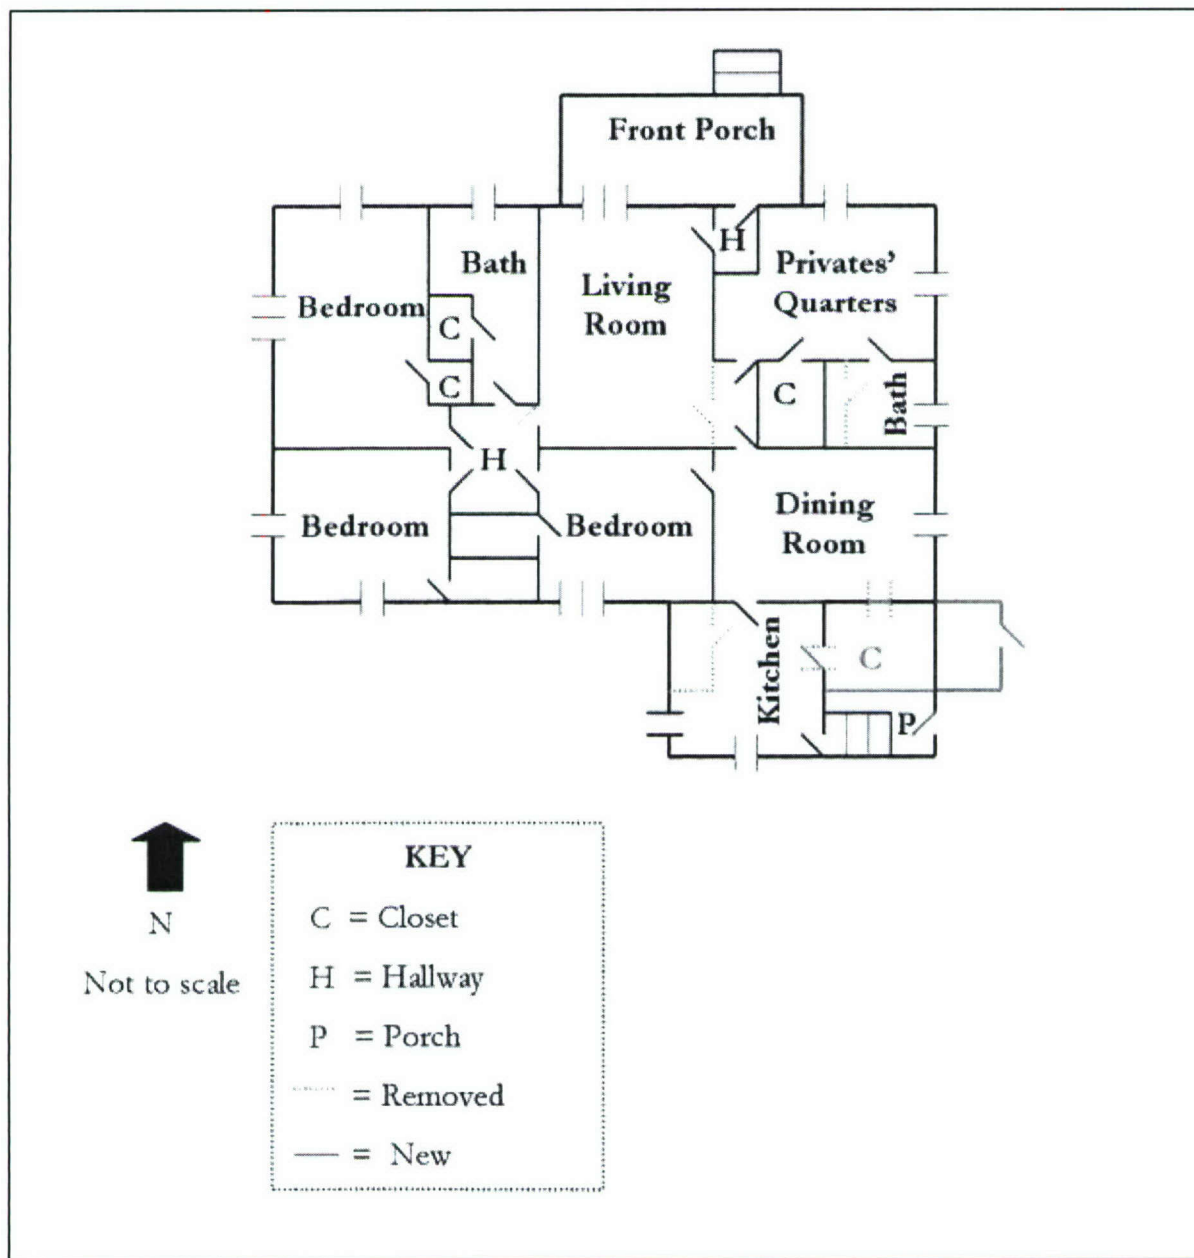 Front Porch
H
Bath
Privates'
Quarters
Living
Room
Bedroom
C
C
C
Bath
H
Dining
Room
Bedroom
Bedroom
Kitchen
C
P
KEY
C = Closet
H = Hallway
P = Porch
= Removed
= New
N
Not to scale